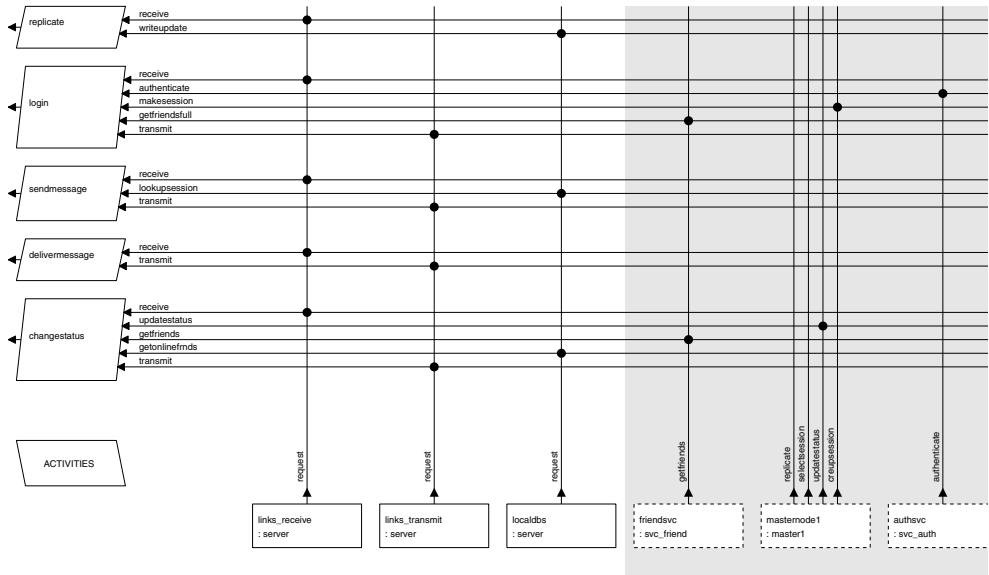 replicate
receive
writeupdate
login
receive
authenticate
makesession
getfriendsfull
transmit
sendmessage
receive
lookupsession
transmit
delivermessage
receive
transmit
changestatus
receive
updatestatus
getfriends
getonlinefrnds
transmit
ACTIVITIES
request
request
request
getfriends
replicate
selectsession
updatestatus
creupsession
authenticate
links_receive
: server
links_transmit
: server
localdbs
: server
friendsvc
: svc_friend
masternode1
: master1
authsvc
: svc_auth